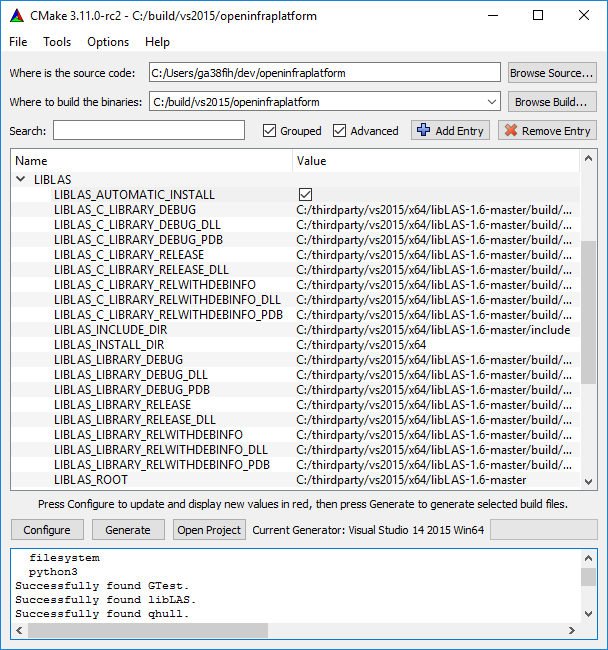 CMake 3.11.0-rc2 - C:/build/vs2015/openinfraplatform
File Tools Options Help
Where is the source code: C:/Users/ga38fih/dev/openinfraplatform Browse Source...
Where to build the binaries: C:/build/vs2015/openinfraplatform Browse Build...
Search: Grouped Advanced Add Entry Remove Entry
Name Value
LIBLAS
LIBLAS_AUTOMATIC_INSTALL
LIBLAS_C_LIBRARY_DEBUG C:/thirdparty/vs2015/x64/libLAS-1.6-master/build/...
LIBLAS_C_LIBRARY_DEBUG_DLL C:/thirdparty/vs2015/x64/libLAS-1.6-master/build/...
LIBLAS_C_LIBRARY_DEBUG_PDB C:/thirdparty/vs2015/x64/libLAS-1.6-master/build/...
LIBLAS_C_LIBRARY_RELEASE C:/thirdparty/vs2015/x64/libLAS-1.6-master/build/...
LIBLAS_C_LIBRARY_RELEASE_DLL C:/thirdparty/vs2015/x64/libLAS-1.6-master/build/...
LIBLAS_C_LIBRARY_RELWITHDEBINFO C:/thirdparty/vs2015/x64/libLAS-1.6-master/build/...
LIBLAS_C_LIBRARY_RELWITHDEBINFO_DLL C:/thirdparty/vs2015/x64/libLAS-1.6-master/build/...
LIBLAS_C_LIBRARY_RELWITHDEBINFO_PDB C:/thirdparty/vs2015/x64/libLAS-1.6-master/build/...
LIBLAS_INCLUDE_DIR C:/thirdparty/vs2015/x64/libLAS-1.6-master/include
LIBLAS_INSTALL_DIR C:/thirdparty/vs2015/x64
LIBLAS_LIBRARY_DEBUG C:/thirdparty/vs2015/x64/libLAS-1.6-master/build/...
LIBLAS_LIBRARY_DEBUG_DLL C:/thirdparty/vs2015/x64/libLAS-1.6-master/build/...
LIBLAS_LIBRARY_DEBUG_PDB C:/thirdparty/vs2015/x64/libLAS-1.6-master/build/...
LIBLAS_LIBRARY_RELEASE C:/thirdparty/vs2015/x64/libLAS-1.6-master/build/...
LIBLAS_LIBRARY_RELEASE_DLL C:/thirdparty/vs2015/x64/libLAS-1.6-master/build/...
LIBLAS_LIBRARY_RELWITHDEBINFO C:/thirdparty/vs2015/x64/libLAS-1.6-master/build/...
LIBLAS_LIBRARY_RELWITHDEBINFO_DLL C:/thirdparty/vs2015/x64/libLAS-1.6-master/build/...
LIBLAS_LIBRARY_RELWITHDEBINFO_PDB C:/thirdparty/vs2015/x64/libLAS-1.6-master/build/...
LIBLAS_ROOT C:/thirdparty/vs2015/x64/libLAS-1.6-master
Press Configure to update and display new values in red, then press Generate to generate selected build files.
Configure Generate Open Project Current Generator: Visual Studio 14 2015 Win64
filesystem
python3
Successfully found GTest.
Successfully found libLAS.
Successfully found qhull.